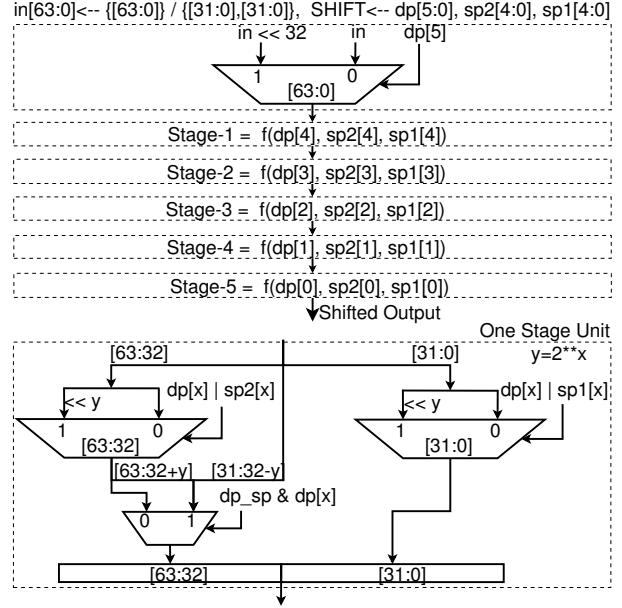 in[63:0]<-- {[63:0]} / {[31:0],[31:0]}, SHIFT<-- dp[5:0], sp2[4:0], sp1[4:0]
in << 32 in dp[5]
1 0
[63:0]
Stage-1 = f(dp[4], sp2[4], sp1[4])
Stage-2 = f(dp[3], sp2[3], sp1[3])
Stage-3 = f(dp[2], sp2[2], sp1[2])
Stage-4 = f(dp[1], sp2[1], sp1[1])
Stage-5 = f(dp[0], sp2[0], sp1[0])
Shifted Output
One Stage Unit
[63:32] [31:0] y=2**x
<< y dp[x] | sp2[x] << y dp[x] | sp1[x]
1 0 1 0
[63:32] [31:0]
[63:32+y] [31:32-y]
dp_sp & dp[x]
0 1
[63:32] [31:0]